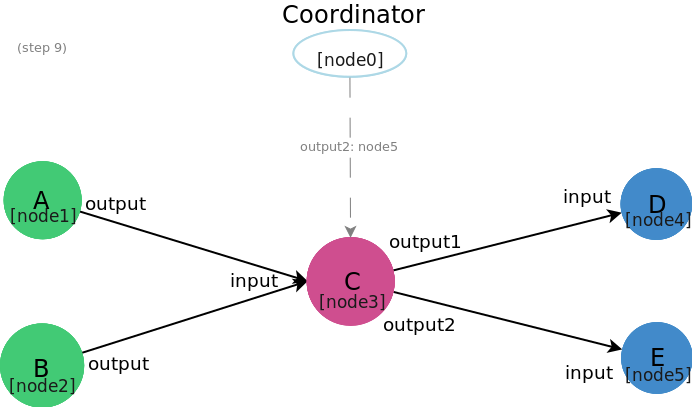 Coordinator
(step 9)
[node0]
output2: node5
A
[node1]
output
input
D
[node4]
output1
input
C
[node3]
output2
B
[node2]
output
E
[node5]
input